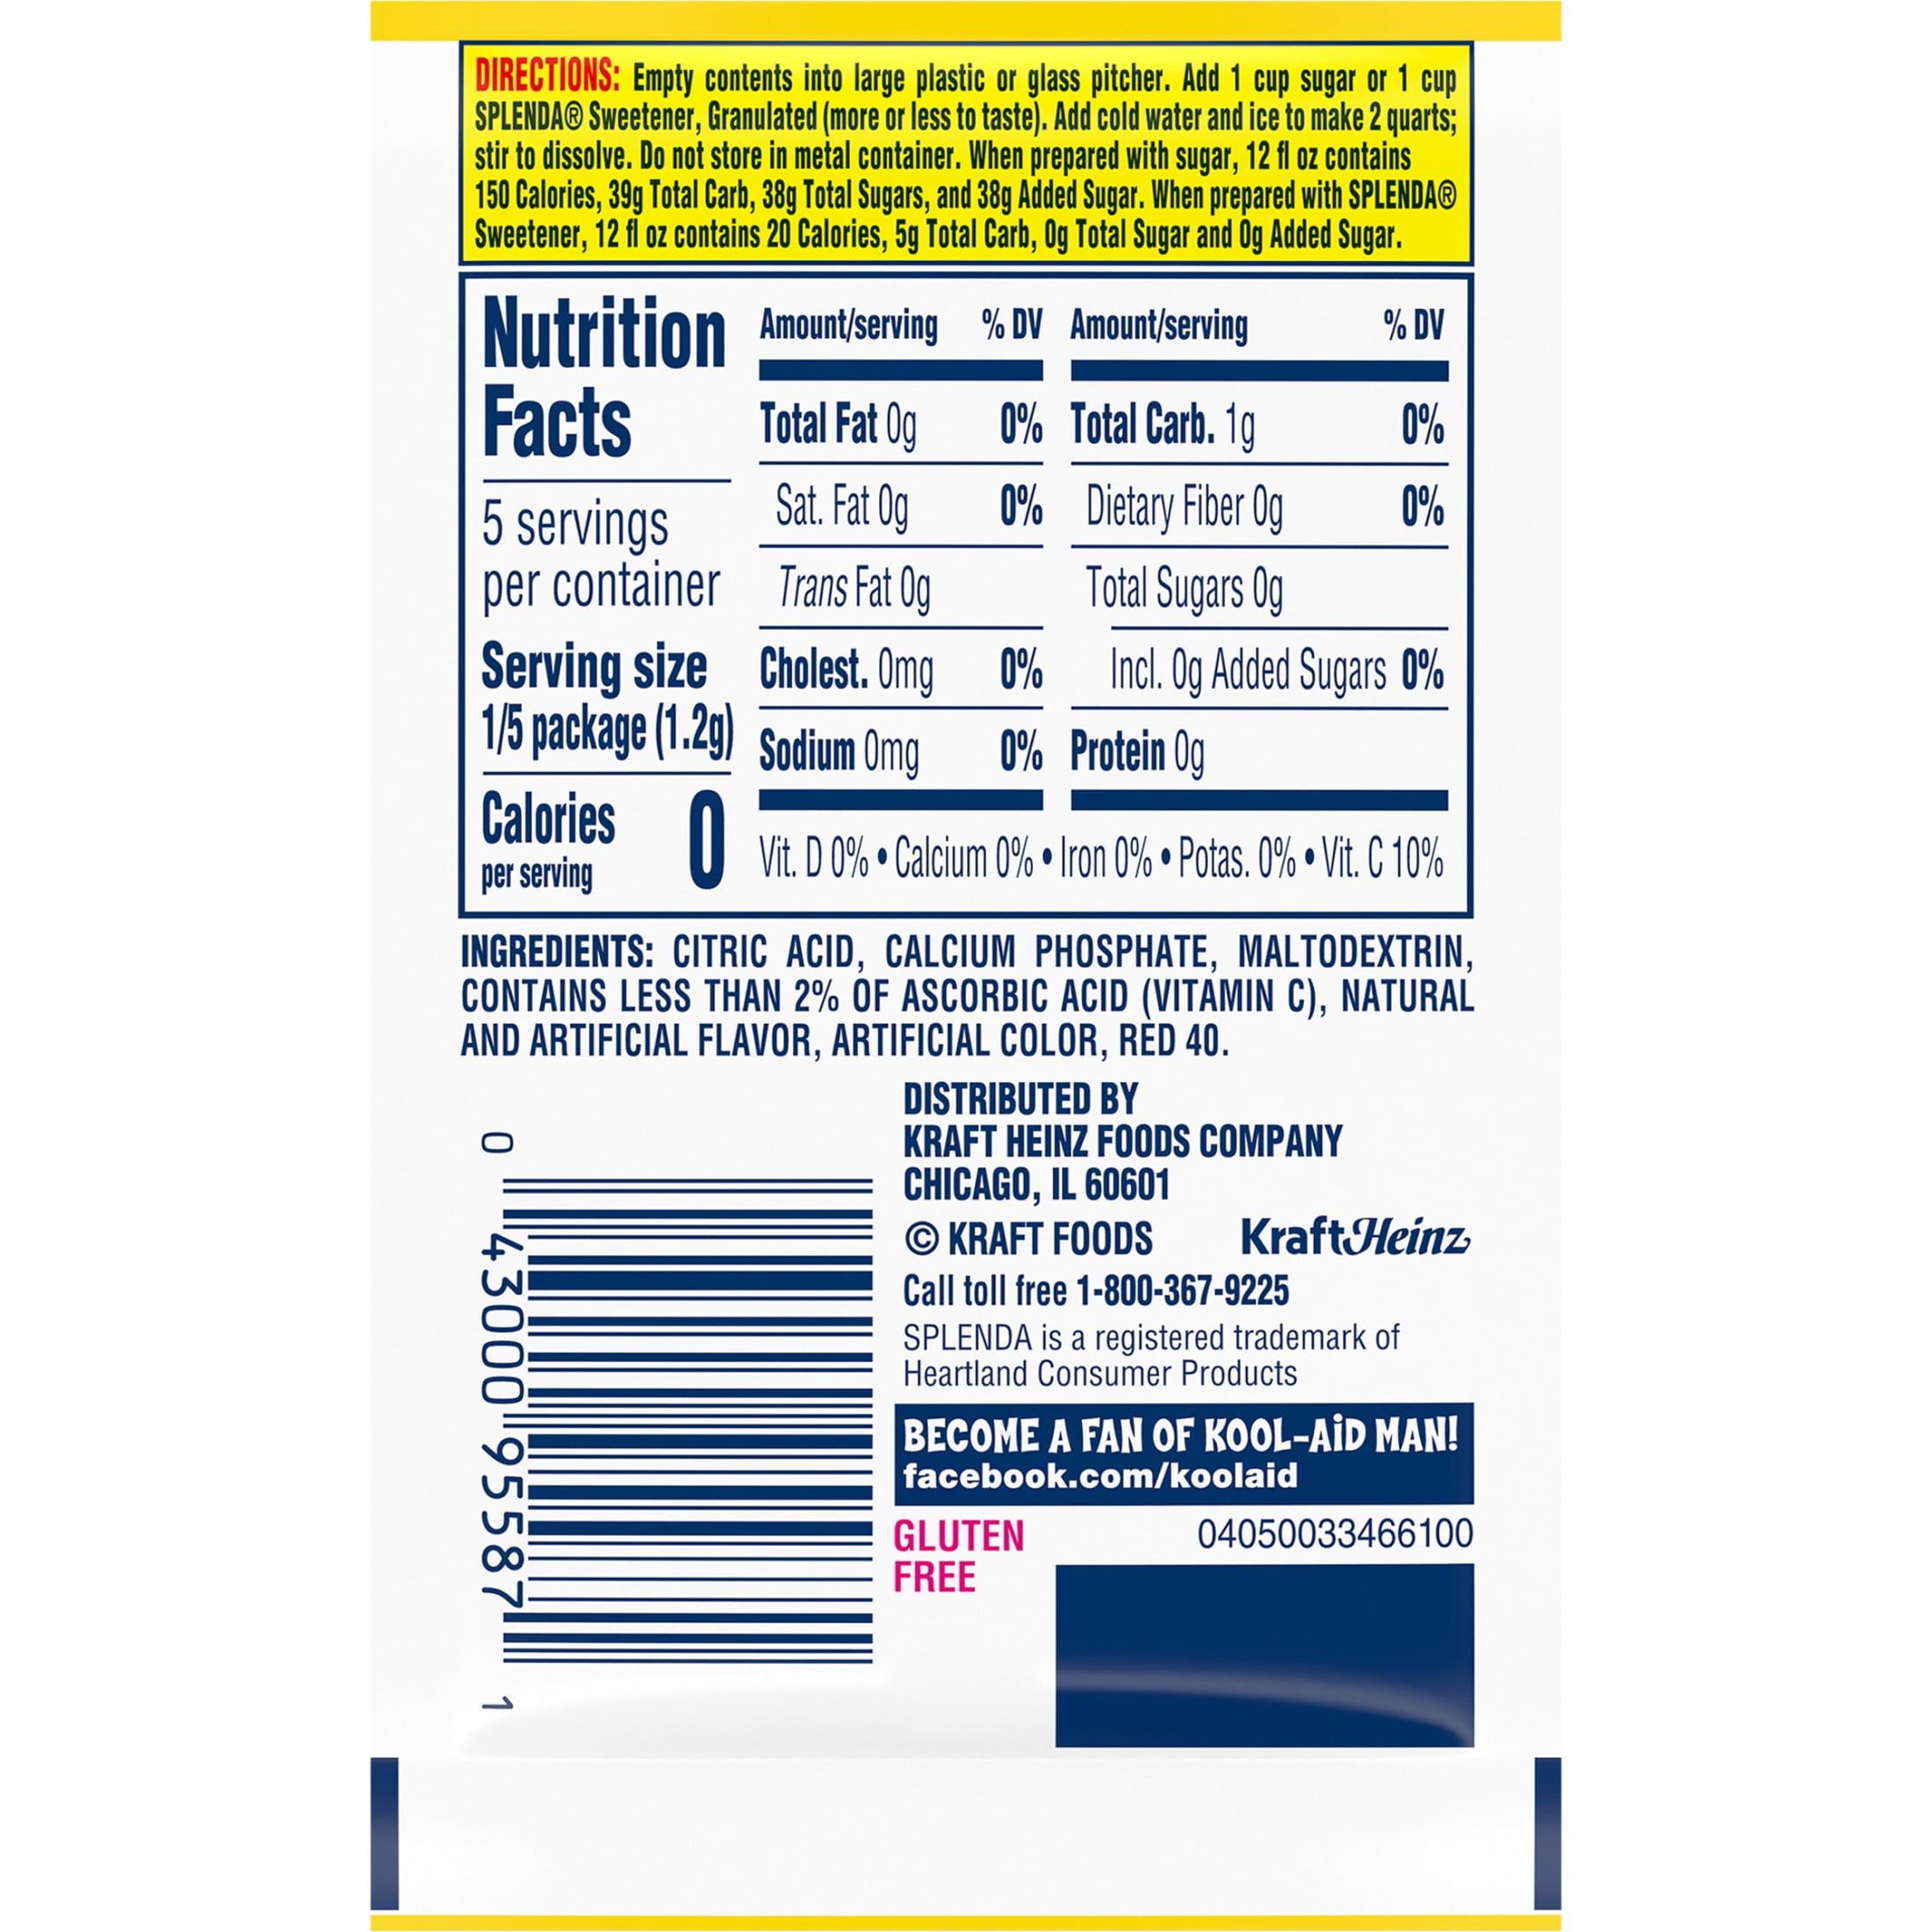 DIRECTIONS: Empty contents into large plastic or glass pitcher. Add 1 cup sugar or 1 cup
SPLENDA® Sweetener, Granulated (more or less to taste). Add cold water and ice to make 2 quarts;
stir to dissolve. Do not store in metal container. When prepared with sugar, 12 fl oz contains
150 Calories, 39g Total Carb, 38g Total Sugars, and 38g Added Sugar. When prepared with SPLENDA®
Sweetener, 12 fl oz contains 20 Calories, 5g Total Carb, 0g Total Sugar and 0g Added Sugar.
Nutrition
Facts
5 servings
per container
Serving size
1/5 package (1.2g)
Calories 0
per serving
Amount/serving % DV
Total Fat 0g 0%
Sat. Fat 0g 0%
Trans Fat 0g
Cholest. 0mg 0%
Sodium 0mg 0%
Amount/serving % DV
Total Carb. 1g 0%
Dietary Fiber 0g 0%
Total Sugars 0g
Incl. 0g Added Sugars 0%
Protein 0g
Vit. D 0% • Calcium 0% • Iron 0% • Potas. 0% • Vit. C 10%
INGREDIENTS: CITRIC ACID, CALCIUM PHOSPHATE, MALTODEXTRIN,
CONTAINS LESS THAN 2% OF ASCORBIC ACID (VITAMIN C), NATURAL
AND ARTIFICIAL FLAVOR, ARTIFICIAL COLOR, RED 40.
0 43000 95587 1
DISTRIBUTED BY
KRAFT HEINZ FOODS COMPANY
CHICAGO, IL 60601
© KRAFT FOODS KraftHeinz
Call toll free 1-800-367-9225
SPLENDA is a registered trademark of
Heartland Consumer Products
BECOME A FAN OF KOOL-AiD MAN!
facebook.com/koolaid
GLUTEN
FREE
04050033466100